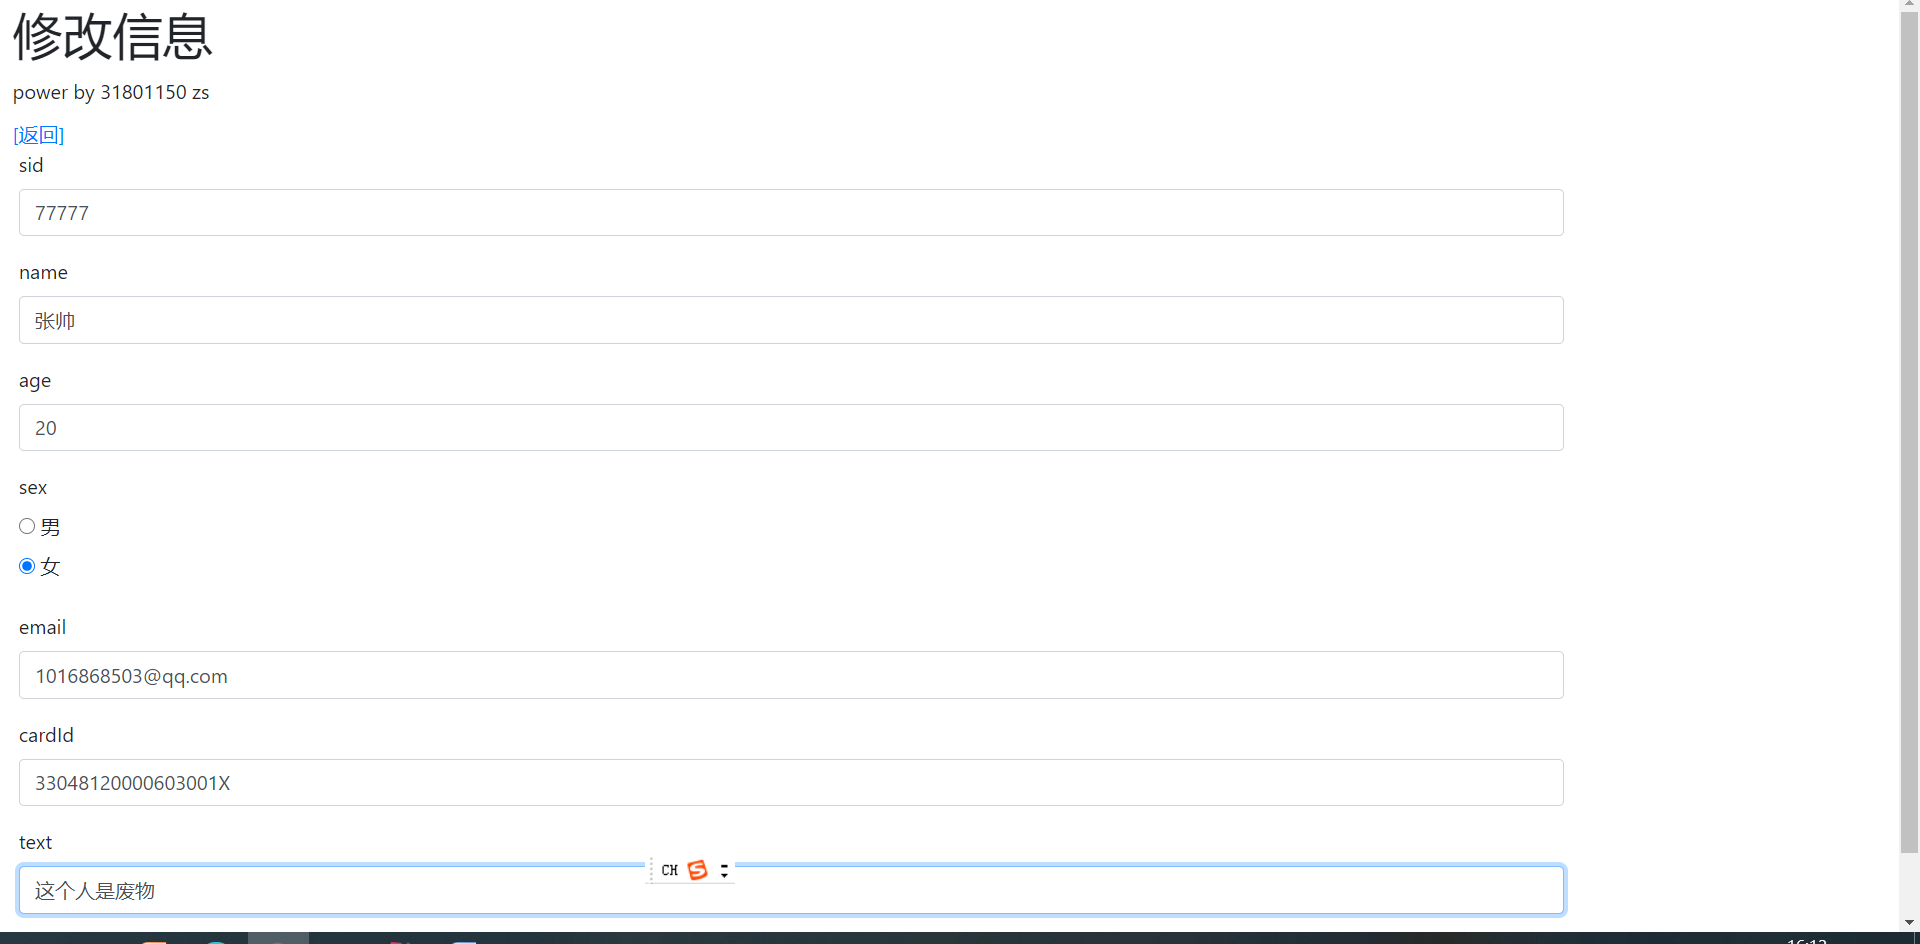 修改信息
power by 31801150 zs
[返回]
sid
77777
name
张帅
age
20
sex
男
女
email
1016868503@qq.com
cardId
33048120000603001X
text
CH
这个人是废物